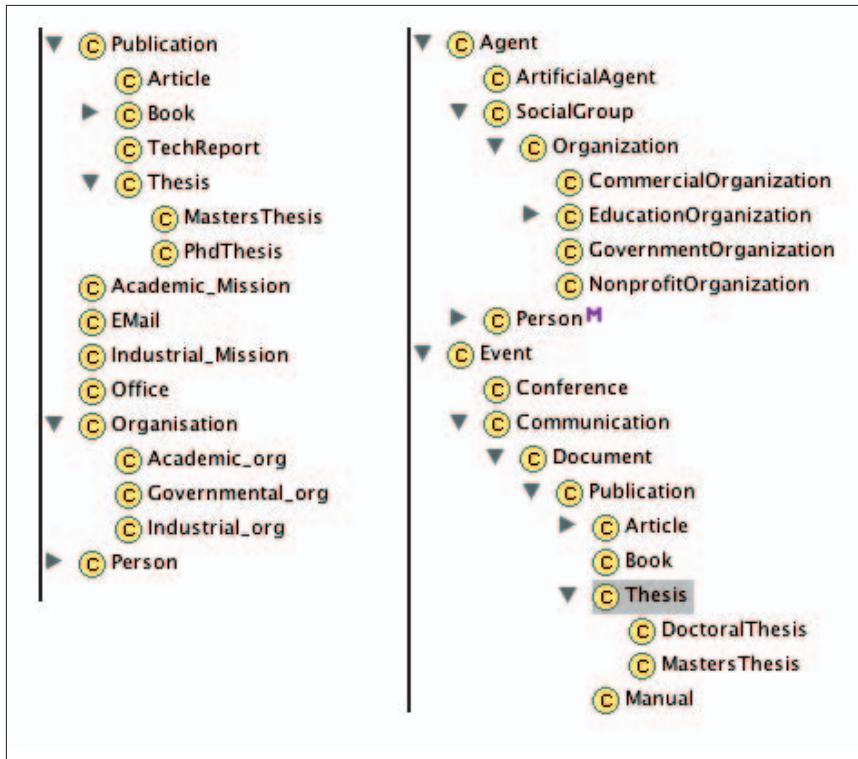 Publication
Article
Book
TechReport
Thesis
MastersThesis
PhdThesis
Academic_Mission
EMail
Industrial_Mission
Office
Organisation
Academic_org
Governmental_org
Industrial_org
Person
Agent
ArtificialAgent
SocialGroup
Organization
CommercialOrganization
EducationOrganization
GovernmentOrganization
NonprofitOrganization
Person M
Event
Conference
Communication
Document
Publication
Article
Book
Thesis
DoctoralThesis
MastersThesis
Manual